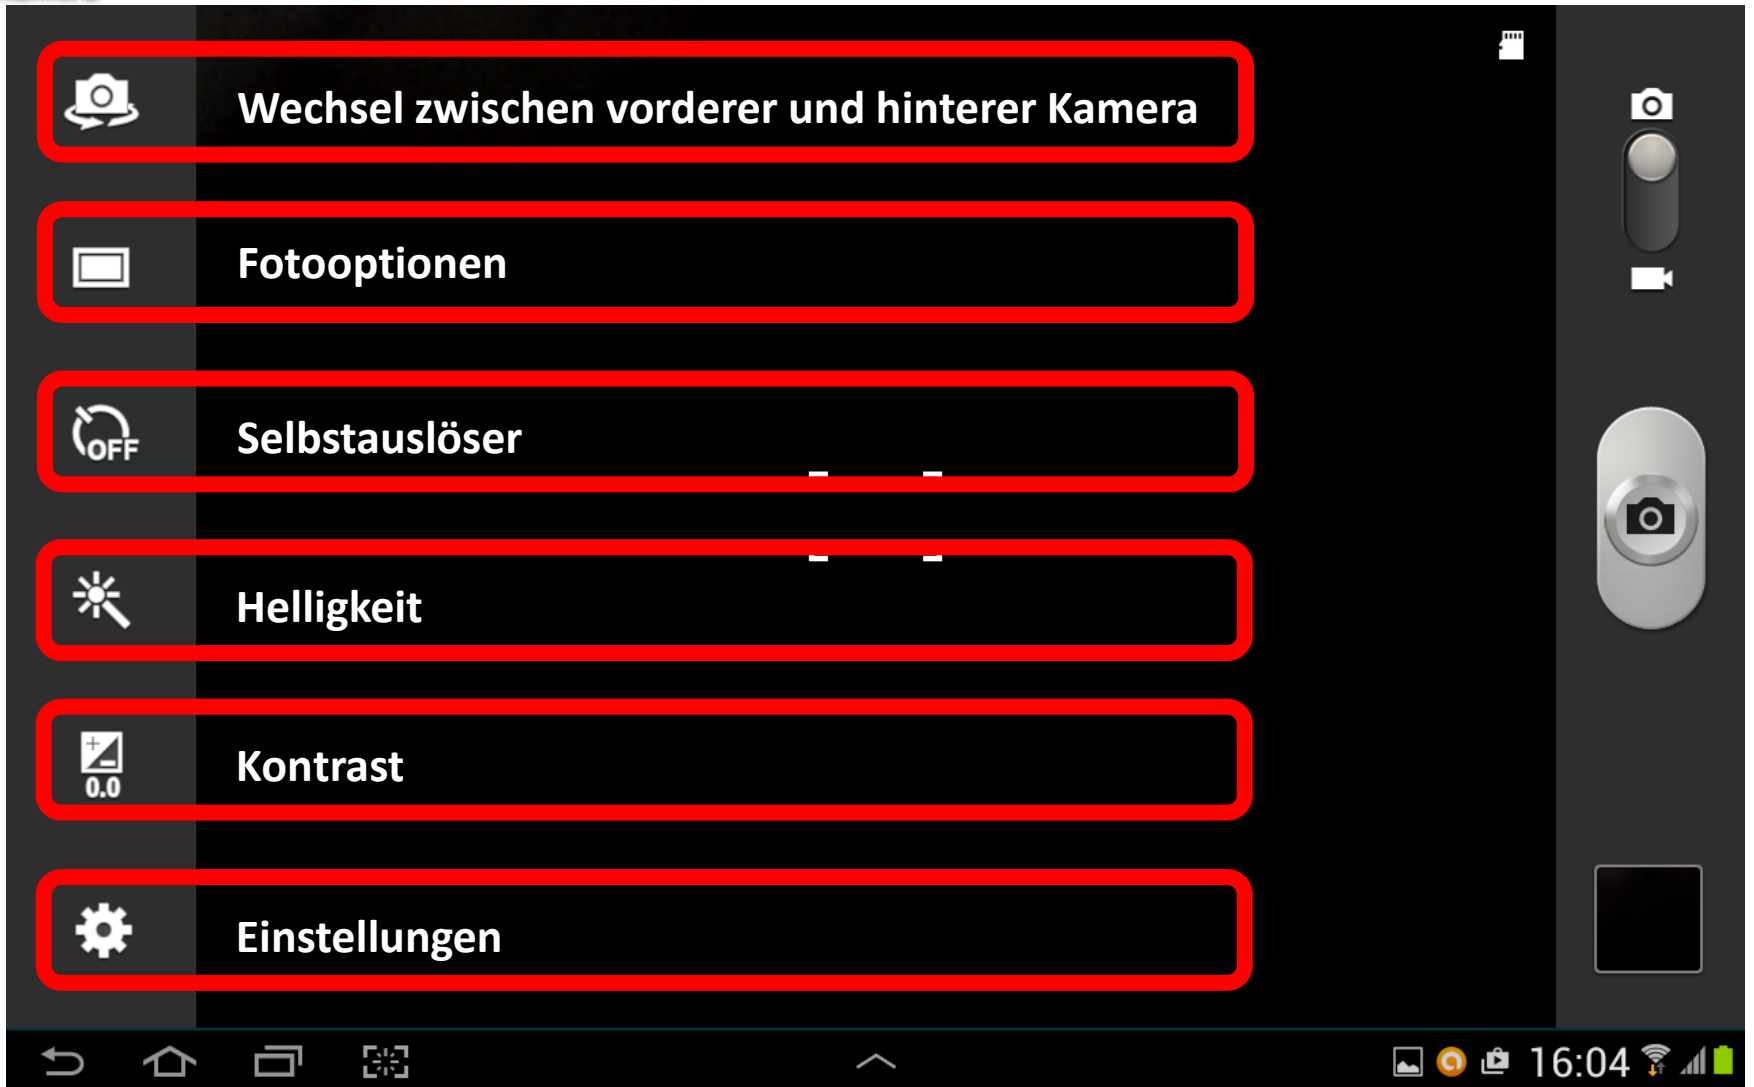 Wechsel zwischen vorderer und hinterer Kamera
Fotooptionen
OFF
Selbstauslöser
Helligkeit
0.0
Kontrast
Einstellungen
16:04